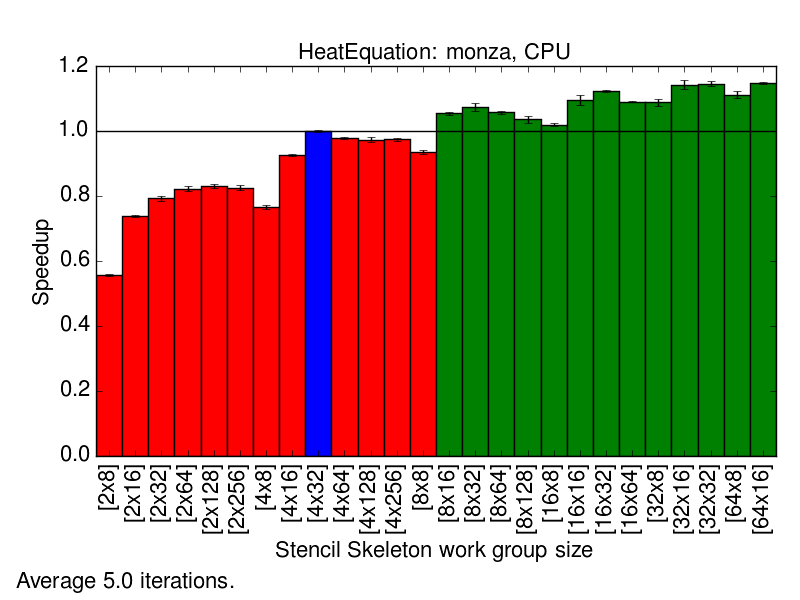 HeatEquation: monza, CPU
1.2
1.0
0.8
0.6
0.4
0.2
0.0
Speedup
[2x8]
[2x16]
[2x32]
[2x64]
[2x128]
[2x256]
[4x8]
[4x16]
[4x32]
[4x64]
[4x128]
[4x256]
[8x8]
[8x16]
[8x32]
[8x64]
[8x128]
[16x8]
[16x16]
[16x32]
[16x64]
[32x8]
[32x16]
[32x32]
[64x8]
[64x16]
Stencil Skeleton work group size
Average 5.0 iterations.